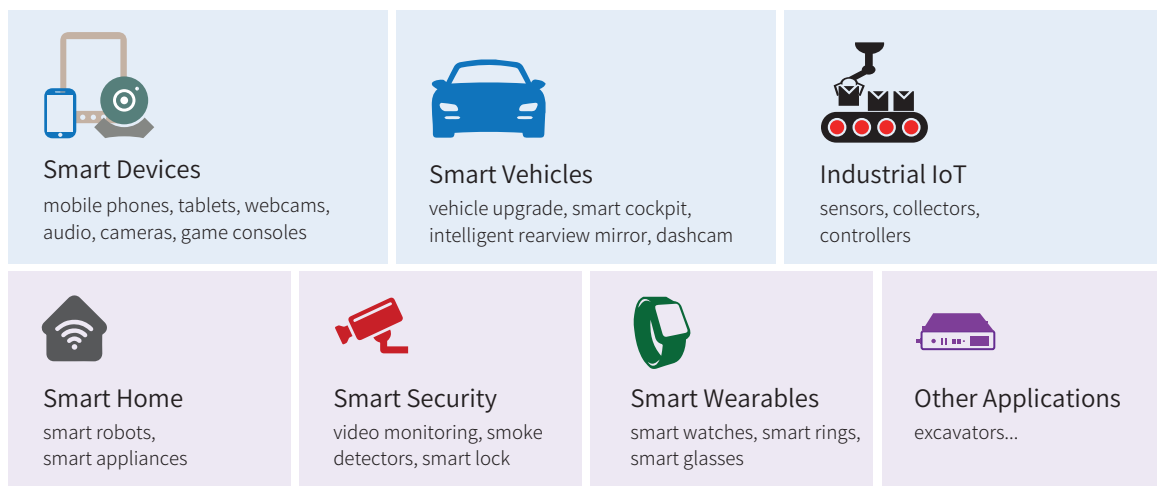 Smart Devices
mobile phones, tablets, webcams,
audio, cameras, game consoles
Smart Vehicles
vehicle upgrade, smart cockpit,
intelligent rearview mirror, dashcam
Industrial IoT
sensors, collectors,
controllers
Smart Home
smart robots,
smart appliances
Smart Security
video monitoring, smoke
detectors, smart lock
Smart Wearables
smart watches, smart rings,
smart glasses
Other Applications
excavators...